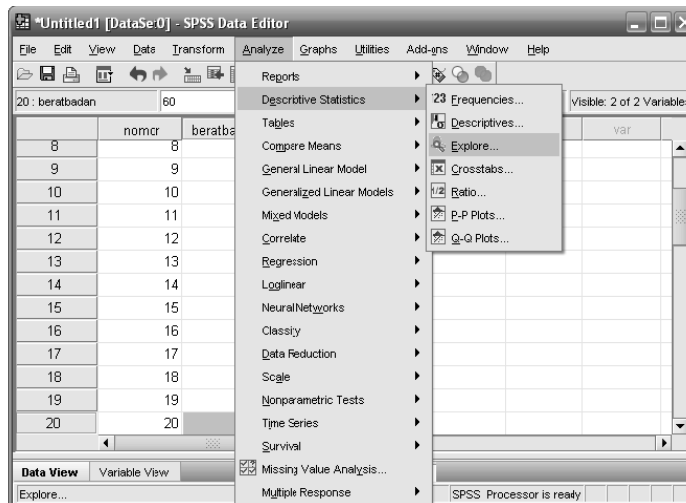 *Untitled1 [DataSet0] - SPSS Data Editor
File Edit View Data Transform Analyze Graphs Utilities Add-ons Window Help
20 : beratbadan 60 Visible: 2 of 2 Variable
nomor beratba var
8 8
9 9
10 10
11 11
12 12
13 13
14 14
15 15
16 16
17 17
18 18
19 19
20 20
Reports
Descriptive Statistics
Tables
Compare Means
General Linear Model
Generalized Linear Models
Mixed Models
Correlate
Regression
Loglinear
Neural Networks
Classify
Data Reduction
Scale
Nonparametric Tests
Time Series
Survival
Missing Value Analysis...
Multiple Response
123 Frequencies...
Descriptives...
Explore...
Crosstabs...
1/2 Ratio...
P-P Plots...
Q-Q Plots...
Data View Variable View
Explore... SPSS Processor is ready